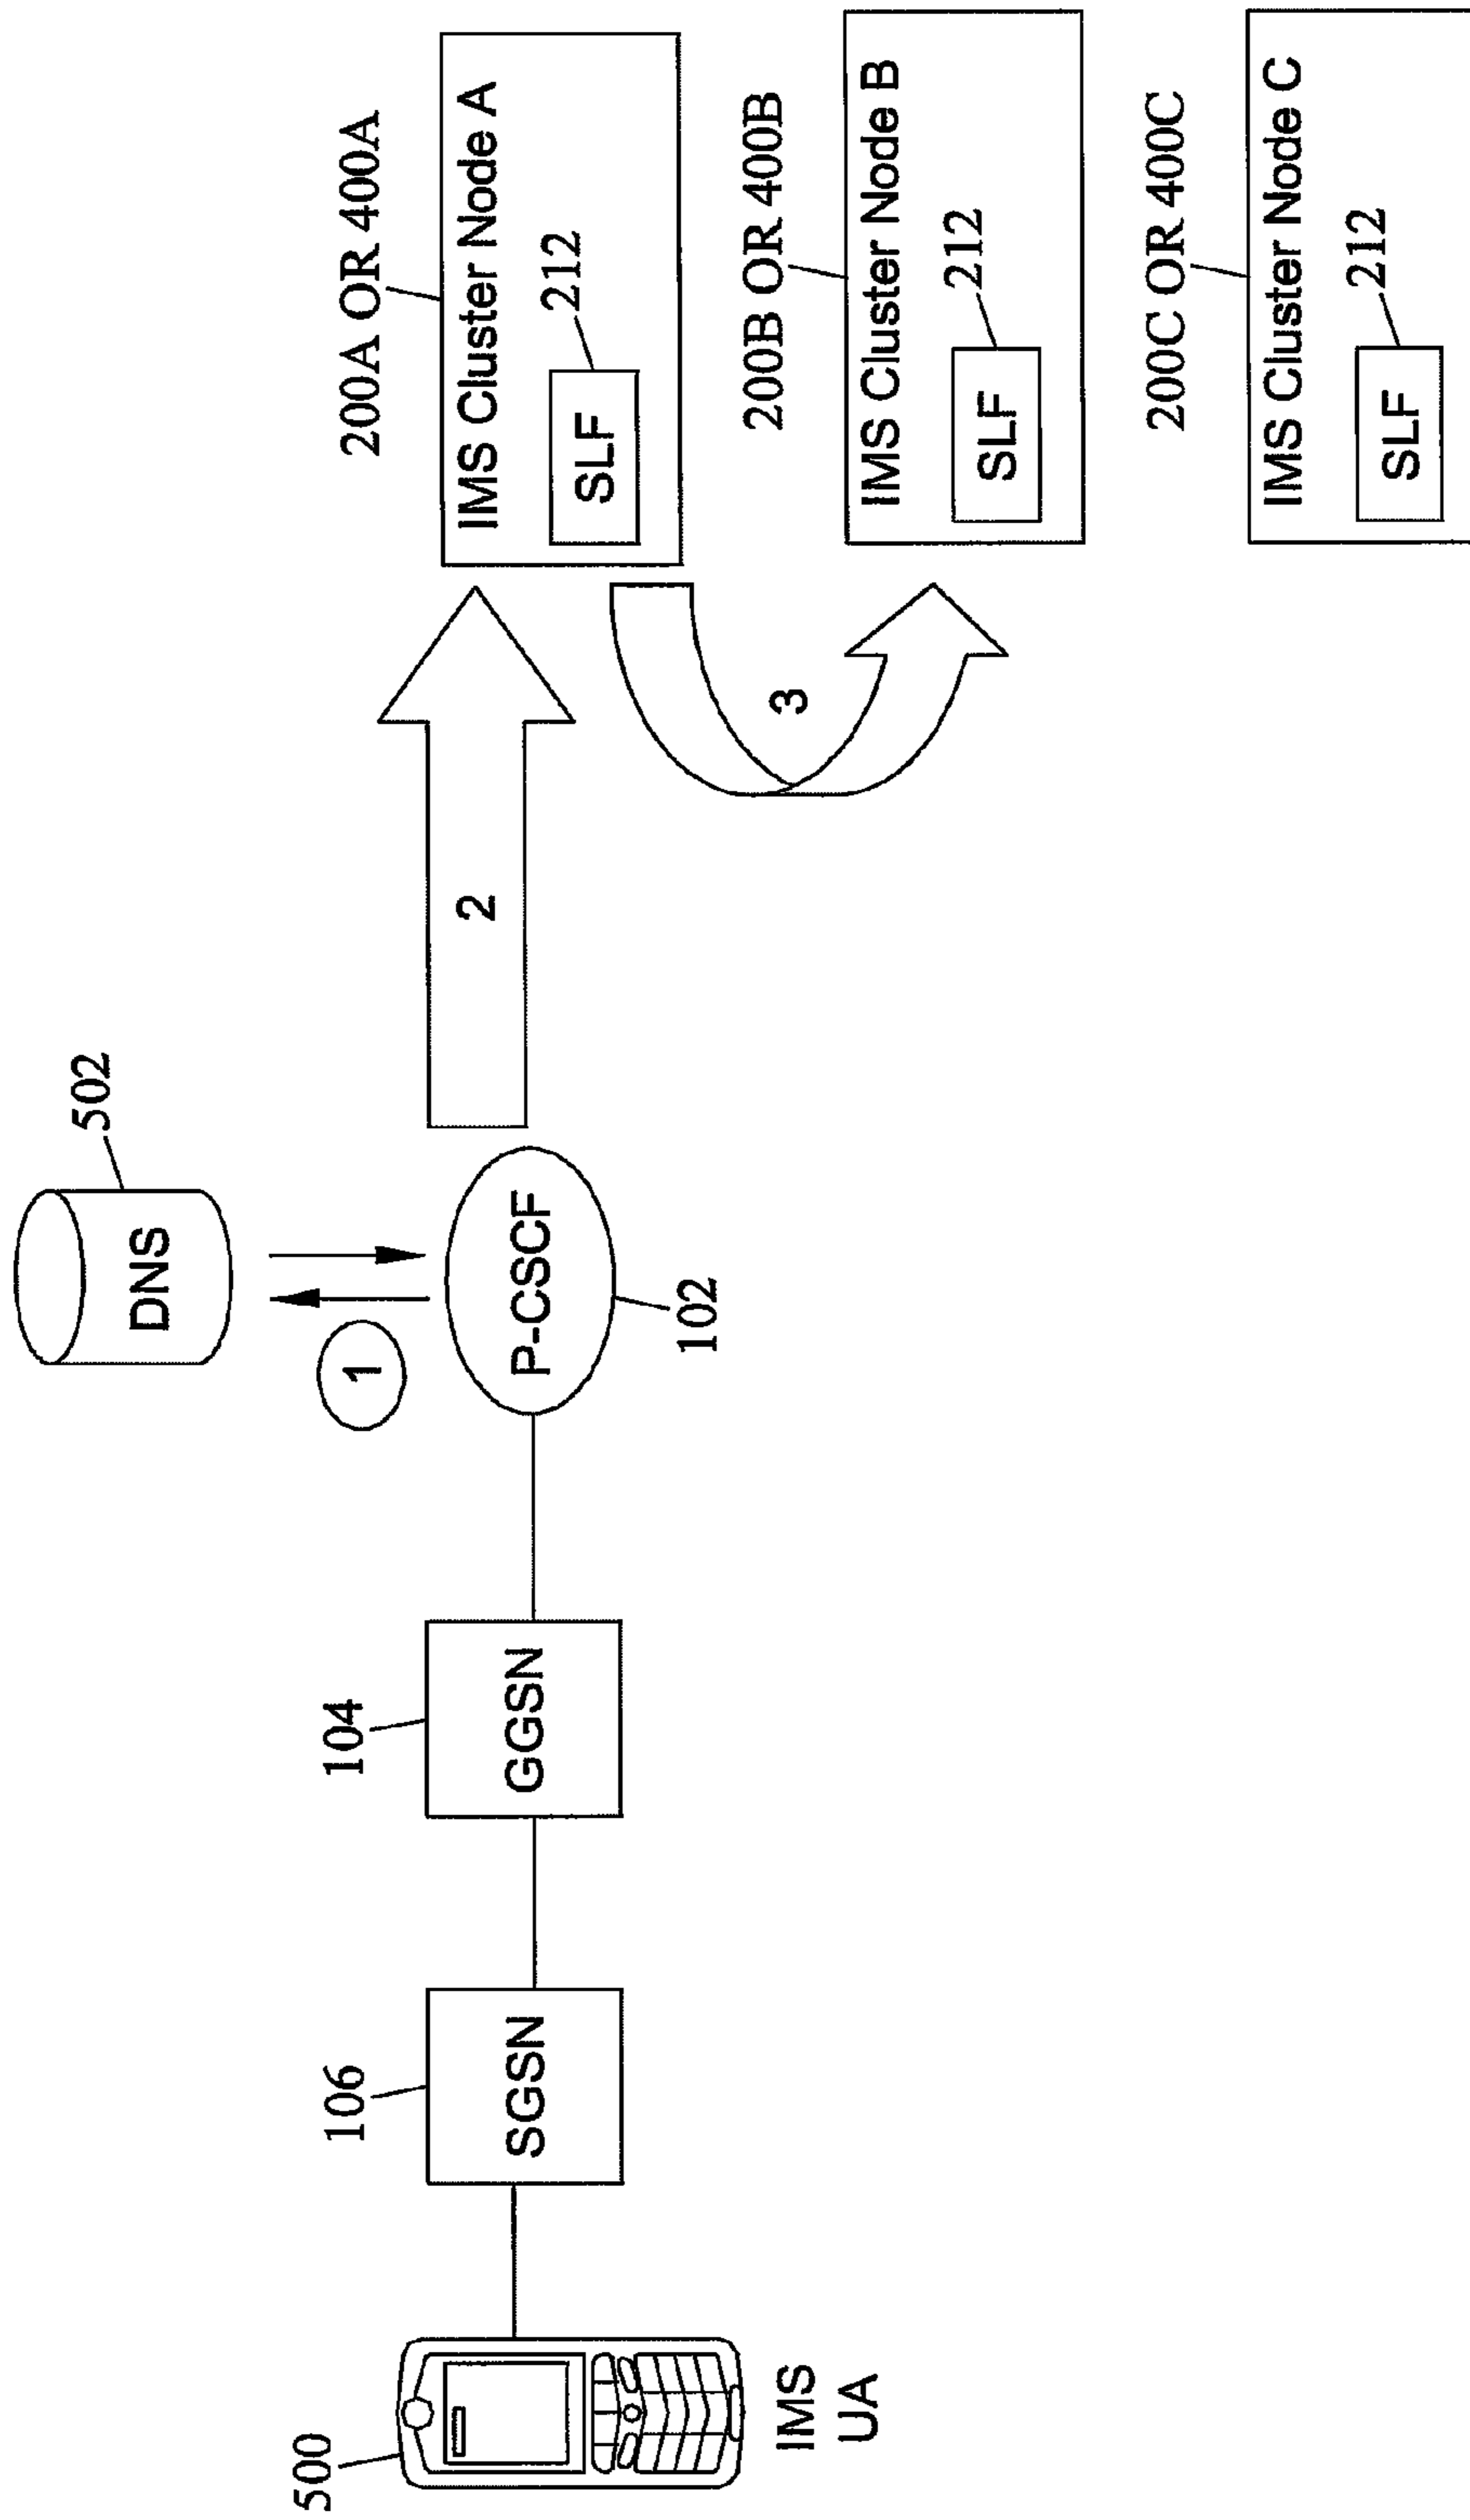 500
IMS
UA
106
SGSN
104
GGSN
502
DNS
1
P-CSCF
102
2
3
200A OR 400A
IMS Cluster Node A
212
SLF
200B OR 400B
IMS Cluster Node B
212
SLF
200C OR 400C
IMS Cluster Node C
212
SLF